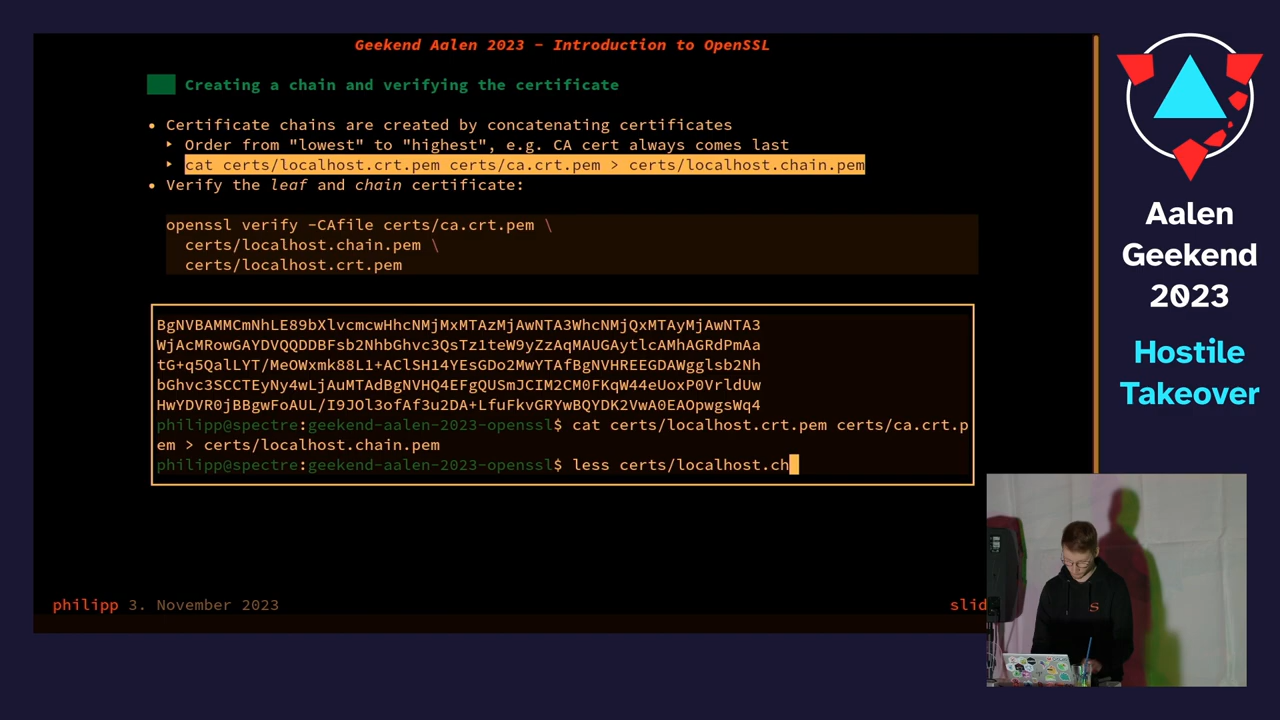 Geekend Aalen 2023 - Introduction to OpenSSL
Creating a chain and verifying the certificate
• Certificate chains are created by concatenating certificates
‣ Order from "lowest" to "highest", e.g. CA cert always comes last
‣ cat certs/localhost.crt.pem certs/ca.crt.pem > certs/localhost.chain.pem
• Verify the leaf and chain certificate:
openssl verify -CAfile certs/ca.crt.pem \
certs/localhost.chain.pem \
certs/localhost.crt.pem
BgNVBAMMCmNhLE89bXlvcmcwHhcNMjMxMTAzMjAwNTA3WhcNMjQxMTAyMjAwNTA3
WjAcMRowGAYDVQQDDBFsb2NhbGhvc3QsTz1teW9yZzAqMAUGAytlcAMhAGRdPmAa
tG+q5QalLYT/MeOWxmk88L1+AClSH14YEsGDo2MwYTAfBgNVHREEGDAWgglsb2Nh
bGhvc3SCCTEyNy4wLjAuMTAdBgNVHQ4EFgQUSmJCIM2CM0FKqW44eUoxP0VrldUw
HwYDVR0jBBgwFoAUL/I9JOl3ofAf3u2DA+LfuFkvGRYwBQYDK2VwA0EAOpwgsWq4
philipp@spectre:geekend-aalen-2023-openssl$ cat certs/localhost.crt.pem certs/ca.crt.p
em > certs/localhost.chain.pem
philipp@spectre:geekend-aalen-2023-openssl$ less certs/localhost.ch
philipp 3. November 2023
slid
Aalen
Geekend
2023
Hostile
Takeover
S